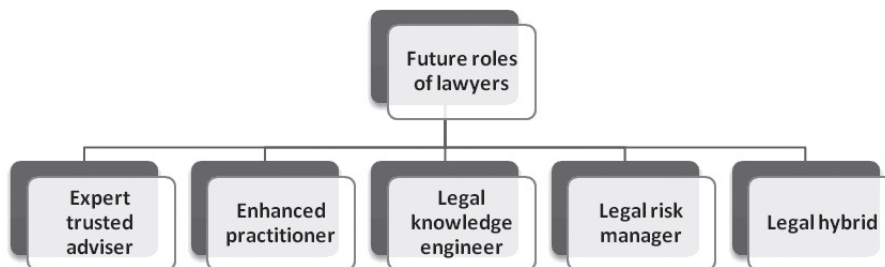 Future roles
of lawyers
Expert
trusted
adviser
Enhanced
practitioner
Legal
knowledge
engineer
Legal risk
manager
Legal hybrid